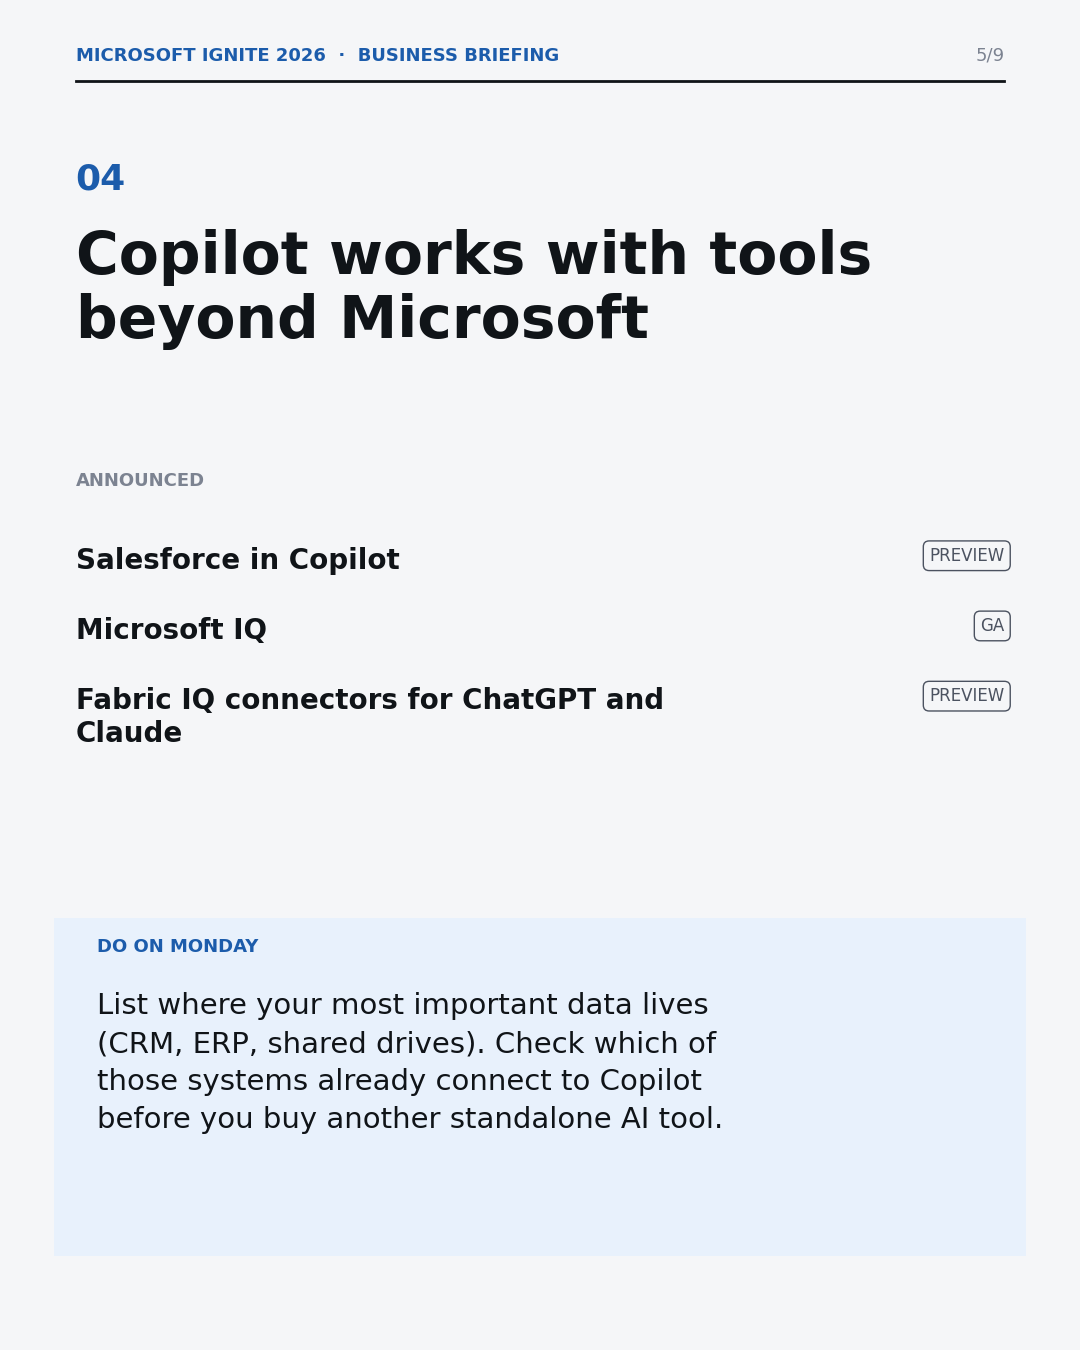 MICROSOFT IGNITE 2026 · BUSINESS BRIEFING 5/9
04
Copilot works with tools
beyond Microsoft
ANNOUNCED
Salesforce in Copilot PREVIEW
Microsoft IQ GA
Fabric IQ connectors for ChatGPT and PREVIEW
Claude
DO ON MONDAY
List where your most important data lives
(CRM, ERP, shared drives). Check which of
those systems already connect to Copilot
before you buy another standalone AI tool.